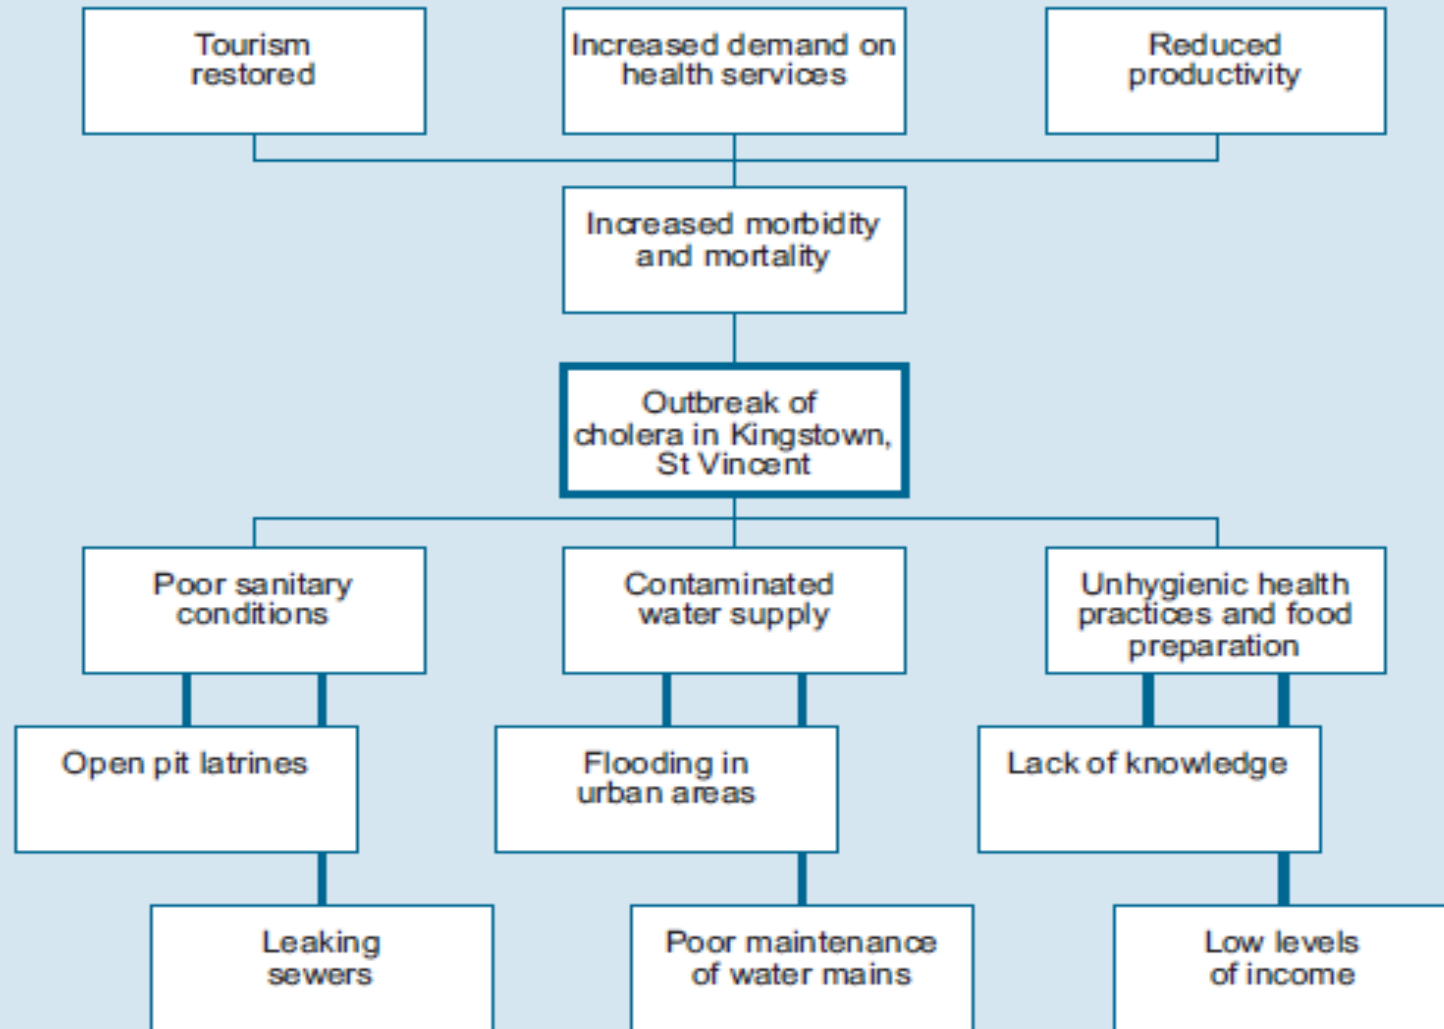 Tourism
restored
Increased demand on
health services
Reduced
productivity
Increased morbidity
and mortality
Outbreak of
cholera in Kingstown,
St Vincent
Poor sanitary
conditions
Contaminated
water supply
Unhygienic health
practices and food
preparation
Open pit latrines
Flooding in
urban areas
Lack of knowledge
Leaking
sewers
Poor maintenance
of water mains
Low levels
of income